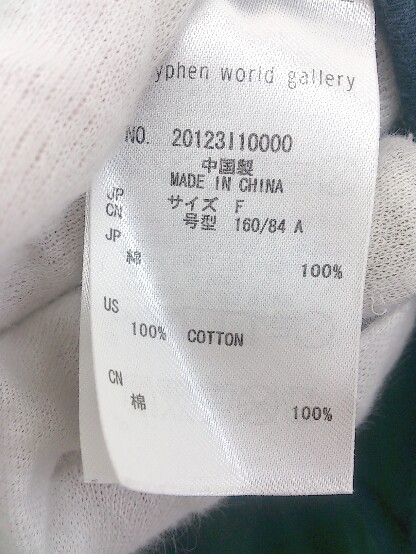 yphen world gallery
NO. 20123I10000
中国製
MADE IN CHINA
JP サイズ F
CN 号型 160/84 A
JP
綿 100%
US
100% COTTON
CN
棉 100%